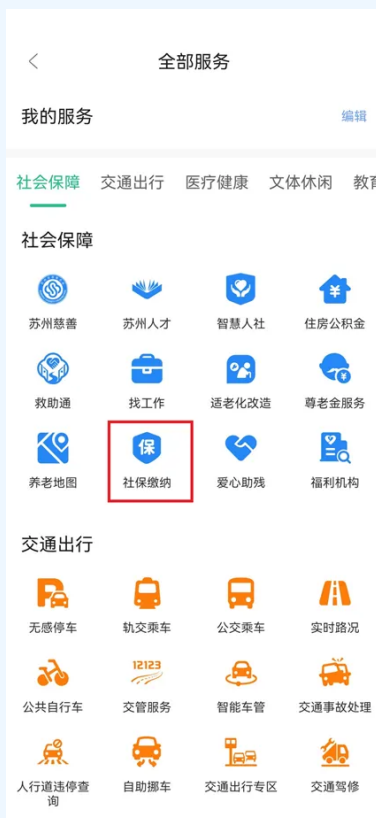 全部服务
我的服务 编辑
社会保障 交通出行 医疗健康 文体休闲
社会保障
苏州慈善 苏州人才 智慧人社 住房公积金
救助通 找工作 适老化改造 尊老金服务
保
养老地图 社保缴纳 爱心助残 福利机构
交通出行
无感停车 轨交乘车 公交乘车 实时路况
12123
公共自行车 交管服务 智能车管 交通事故处理
人行道违停查 自助挪车 交通出行专区 交通驾修
询